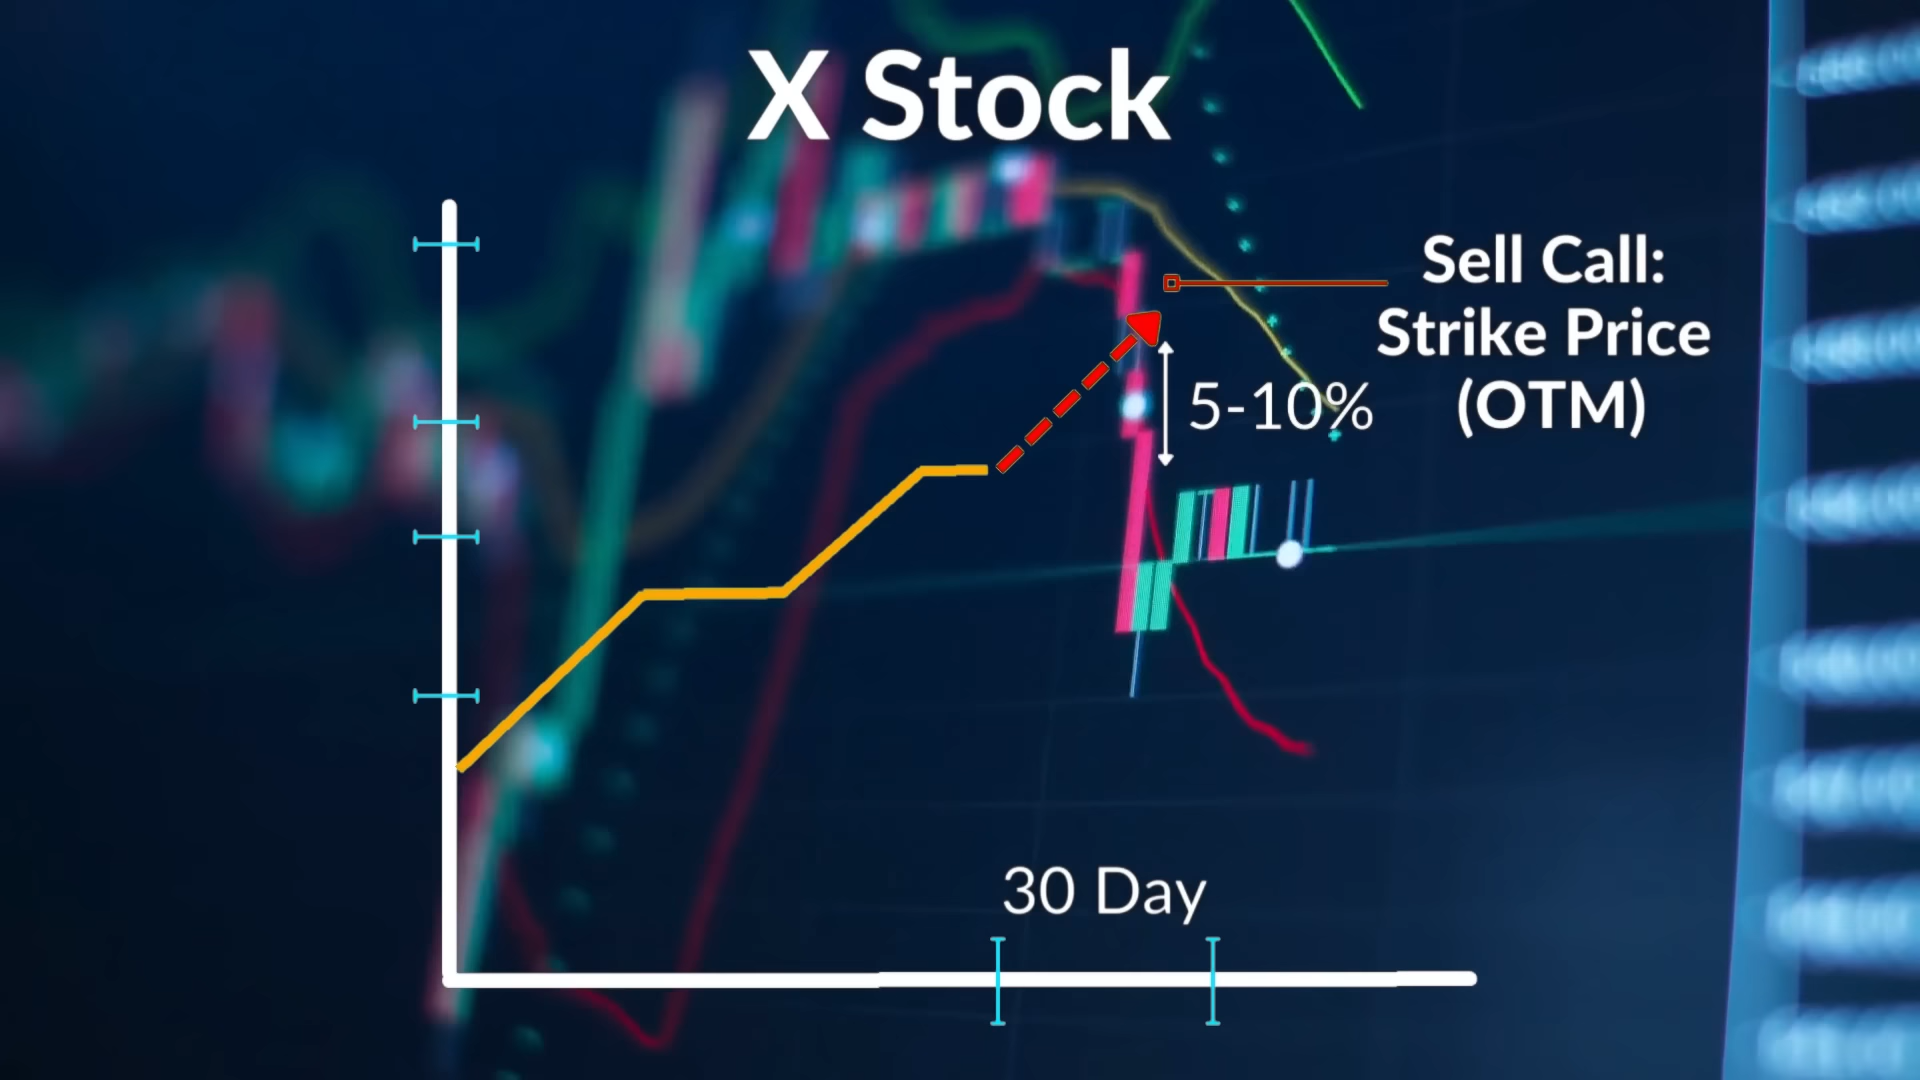 X Stock
Sell Call:
Strike Price
(OTM)
5-10%
30 Day